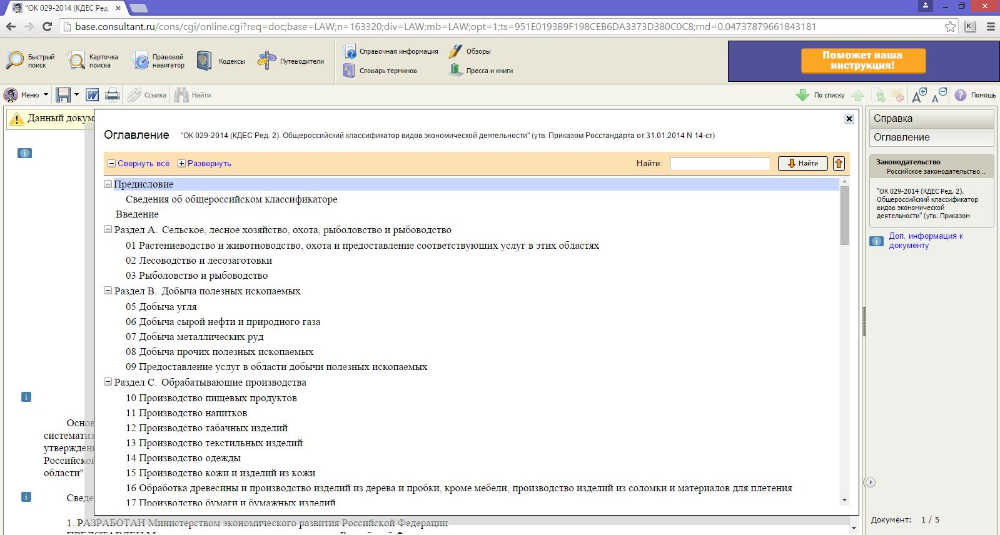 "ОК 029-2014 (КДЕС Ред.
base.consultant.ru/cons/cgi/online.cgi?req=doc;base=LAW;n=163320;div=LAW;mb=LAW;opt=1;ts=951E0193B9F198CEB6DA3373D380C0C8;rnd=0.04737879661843181
Быстрый
поиск
Карточка
поиска
Правовой
навигатор
Кодексы
Путеводители
Справочная информация
Словарь терминов
Обзоры
Пресса и книги
Поможет наша
инструкция!
Меню
Ссылка
Найти
По списку
Помощь
Данный докум
Оглавление "ОК 029-2014 (КДЕС Ред. 2). Общероссийский классификатор видов экономической деятельности" (утв. Приказом Росстандарта от 31.01.2014 N 14-ст)
Свернуть всё Развернуть Найти: Найти
Предисловие
Сведения об общероссийском классификаторе
Введение
Раздел A. Сельское, лесное хозяйство, охота, рыболовство и рыбоводство
01 Растениеводство и животноводство, охота и предоставление соответствующих услуг в этих областях
02 Лесоводство и лесозаготовки
03 Рыболовство и рыбоводство
Раздел B. Добыча полезных ископаемых
05 Добыча угля
06 Добыча сырой нефти и природного газа
07 Добыча металлических руд
08 Добыча прочих полезных ископаемых
09 Предоставление услуг в области добычи полезных ископаемых
Раздел C. Обрабатывающие производства
10 Производство пищевых продуктов
11 Производство напитков
12 Производство табачных изделий
13 Производство текстильных изделий
14 Производство одежды
15 Производство кожи и изделий из кожи
16 Обработка древесины и производство изделий из дерева и пробки, кроме мебели, производство изделий из соломки и материалов для плетения
17 Производство бумаги и бумажных изделий
Основ
систематиз
утвержден
Российской
области"
Сведе
1. РАЗРАБОТАН Министерством экономического развития Российской Федерации
Справка
Оглавление
Законодательство
Российское законодательство...
"ОК 029-2014 (КДЕС Ред. 2).
Общероссийский классификатор
видов экономической
деятельности" (утв. Приказом
Доп. информация к
документу
Документ: 1 / 5